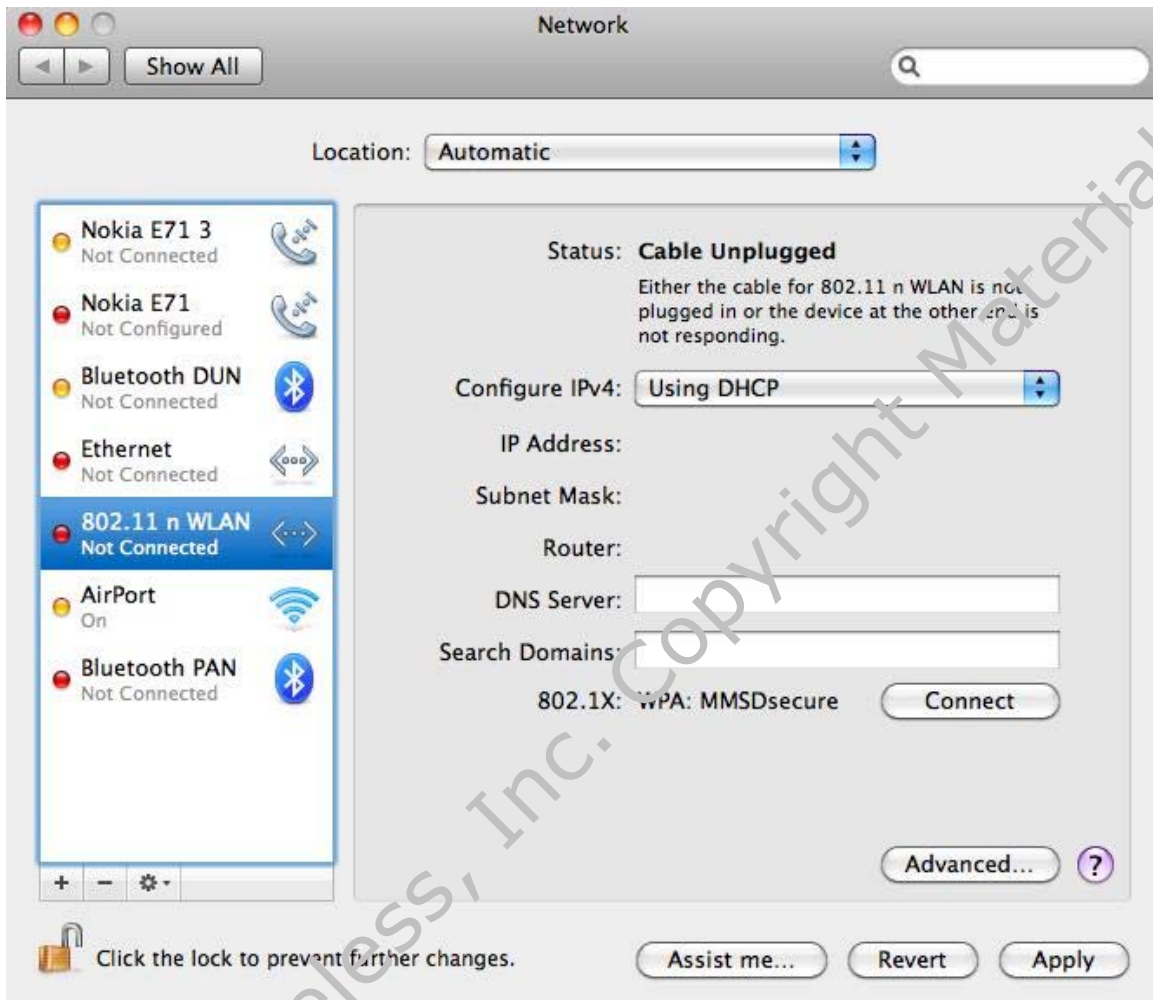 Network
Show All
Location: Automatic
Nokia E71 3
Not Connected
Nokia E71
Not Configured
Bluetooth DUN
Not Connected
Ethernet
Not Connected
802.11 n WLAN
Not Connected
AirPort
On
Bluetooth PAN
Not Connected
Status: Cable Unplugged
Either the cable for 802.11 n WLAN is not
plugged in or the device at the other end is
not responding.
Configure IPv4: Using DHCP
IP Address:
Subnet Mask:
Router:
DNS Server:
Search Domains:
802.1X: WPA: MMSDsecure Connect
Advanced... ?
Click the lock to prevent further changes.
Assist me... Revert Apply
Inc. Copyright Material